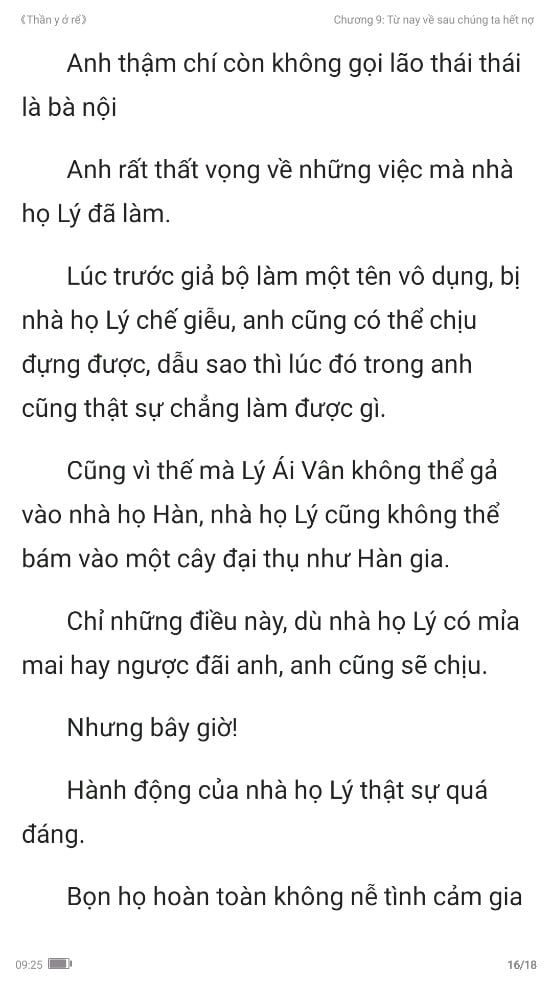 《Thần y ở rể》
Chương 9: Từ nay về sau chúng ta hết nợ
Anh thậm chí còn không gọi lão thái thái
là bà nội
Anh rất thất vọng về những việc mà nhà
họ Lý đã làm.
Lúc trước giả bộ làm một tên vô dụng, bị
nhà họ Lý chế giễu, anh cũng có thể chịu
đựng được, dẫu sao thì lúc đó trong anh
cũng thật sự chẳng làm được gì.
Cũng vì thế mà Lý Ái Vân không thể gả
vào nhà họ Hàn, nhà họ Lý cũng không thể
bám vào một cây đại thụ như Hàn gia.
Chỉ những điều này, dù nhà họ Lý có mỉa
mai hay ngược đãi anh, anh cũng sẽ chịu.
Nhưng bây giờ!
Hành động của nhà họ Lý thật sự quá
đáng.
Bọn họ hoàn toàn không nễ tình cảm gia
09:25
16/18